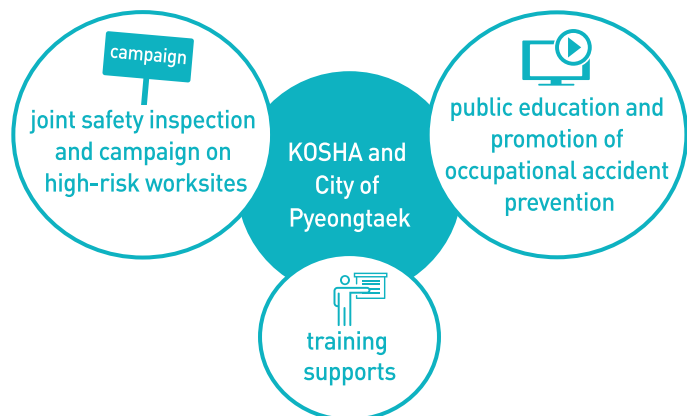 campaign
joint safety inspection
and campaign on
high-risk worksites
KOSHA and
City of
Pyeongtaek
public education and
promotion of
occupational accident
prevention
training
supports